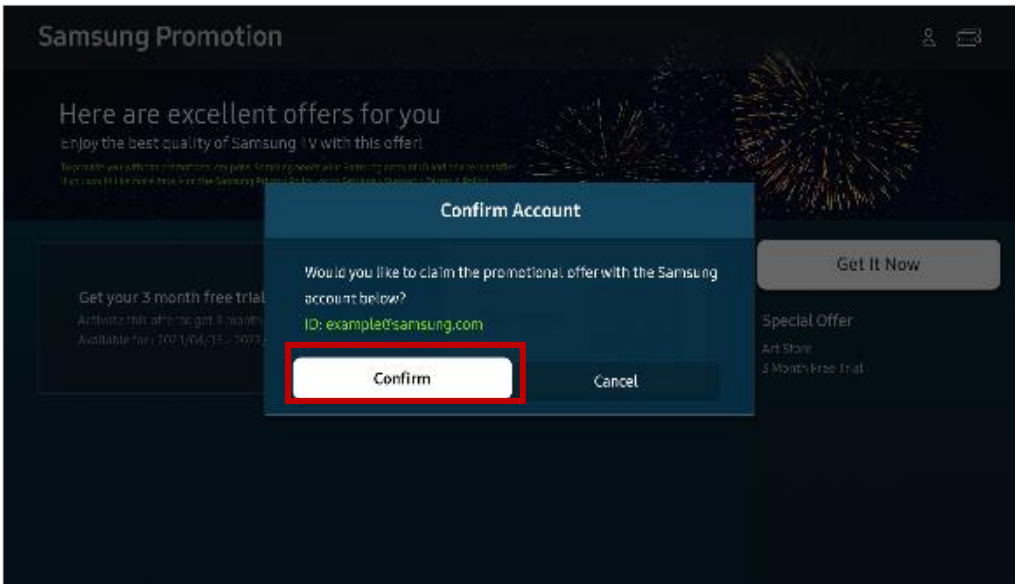 Samsung Promotion
Here are excellent offers for you
Enjoy the best quality of Samsung TV with this offer!
Confirm Account
Would you like to claim the promotional offer with the Samsung
account below?
ID: example@samsung.com
Confirm
Cancel
Get your 3 month free trial
Get It Now
Special Offer
Art Store
3 Month Free Trial